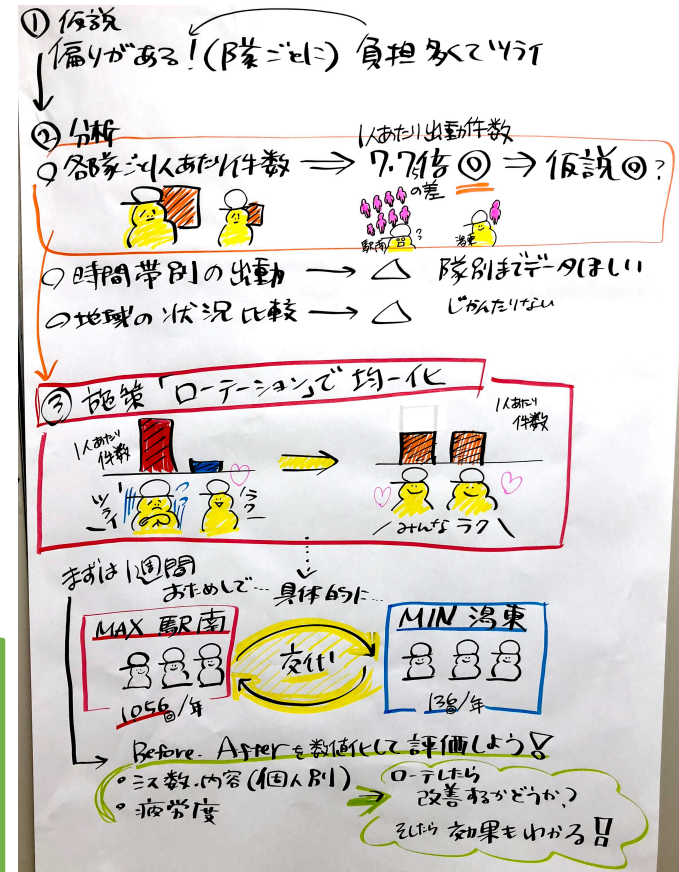 ① 仮説
偏りがある！(隊ごとに) 負担多くてツライ
② 分析
1人あたり出動件数
○各隊ごと1人あたり件数 → 7.7倍◎ ⇒ 仮説◎?
の差
駅南 ?
潟東
○時間帯別の出動 → △ 隊別までデータほしい
○地域の状況比較 → △ じかんたりない
③ 施策「ローテーション」で均一化
1人あたり件数
1人あたり件数
ツライ
ラク
みんなラク
まずは1週間
おためしで… 具体的に…
MAX 駅南
交代
MIN 潟東
1056回/年
136回/年
Before. Afterを数値化して評価しよう!
・ミス数.内容(個人別)
・疲労度
ローテしたら
改善するかどうか?
そしたら効果もわかる!!